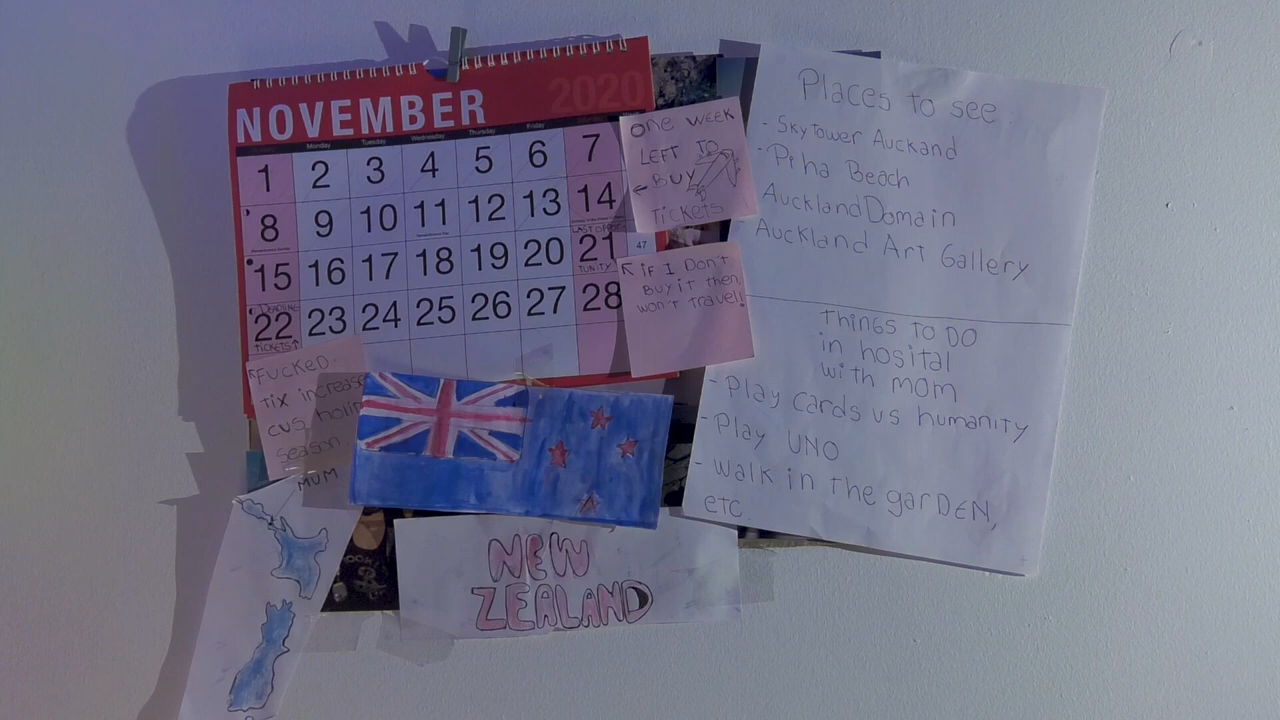 NOVEMBER 2020
Monday Tuesday Wednesday Thursday Friday
1 2 3 4 5 6 7
8 9 10 11 12 13 14
LAST OPPOR
15 16 17 18 19 20 21 47
TUNITY
DEADLINE
22 23 24 25 26 27 28
TICKETS
ONE WEEK
LEFT TO
← BUY
TICKETS
IF I DON'T
BUY it then
won't travel!
FUCKED.
Tix increase
cus holi
season
MUM
NEW
ZEALAND
Places to see.
- Sky Tower Auckand
- Piha Beach
Auckland Domain
- Auckland Art Gallery
Things to DO
in hosital
with mom
- Play cards vs humanity
- Play UNO
- walk in the garDEN,
etc.